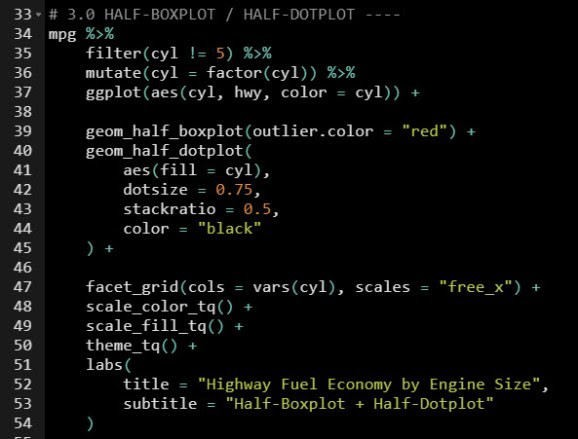 33 # 3.0 HALF-BOXPLOT / HALF-DOTPLOT ----
34 mpg %>%
35     filter(cyl != 5) %>%
36     mutate(cyl = factor(cyl)) %>%
37     ggplot(aes(cyl, hwy, color = cyl)) +
38
39     geom_half_boxplot(outlier.color = "red") +
40     geom_half_dotplot(
41         aes(fill = cyl),
42         dotsize = 0.75,
43         stackratio = 0.5,
44         color = "black"
45     ) +
46
47     facet_grid(cols = vars(cyl), scales = "free_x") +
48     scale_color_tq() +
49     scale_fill_tq() +
50     theme_tq() +
51     labs(
52         title = "Highway Fuel Economy by Engine Size",
53         subtitle = "Half-Boxplot + Half-Dotplot"
54     )